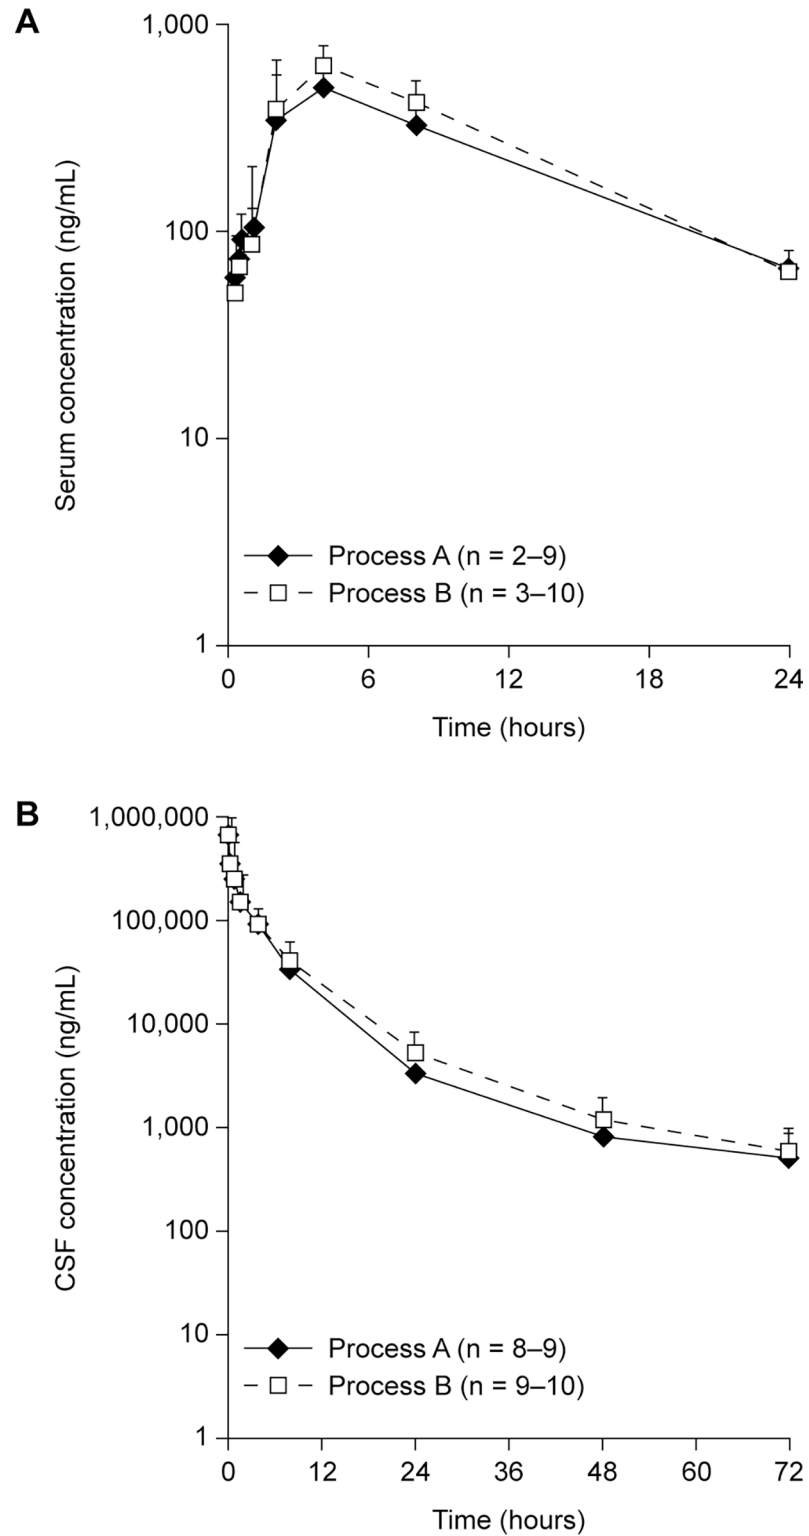 A
1,000
100
10
1
Serum concentration (ng/mL)
Process A (n = 2–9)
Process B (n = 3–10)
0 6 12 18 24
Time (hours)
B
1,000,000
100,000
10,000
1,000
100
10
1
CSF concentration (ng/mL)
Process A (n = 8–9)
Process B (n = 9–10)
0 12 24 36 48 60 72
Time (hours)